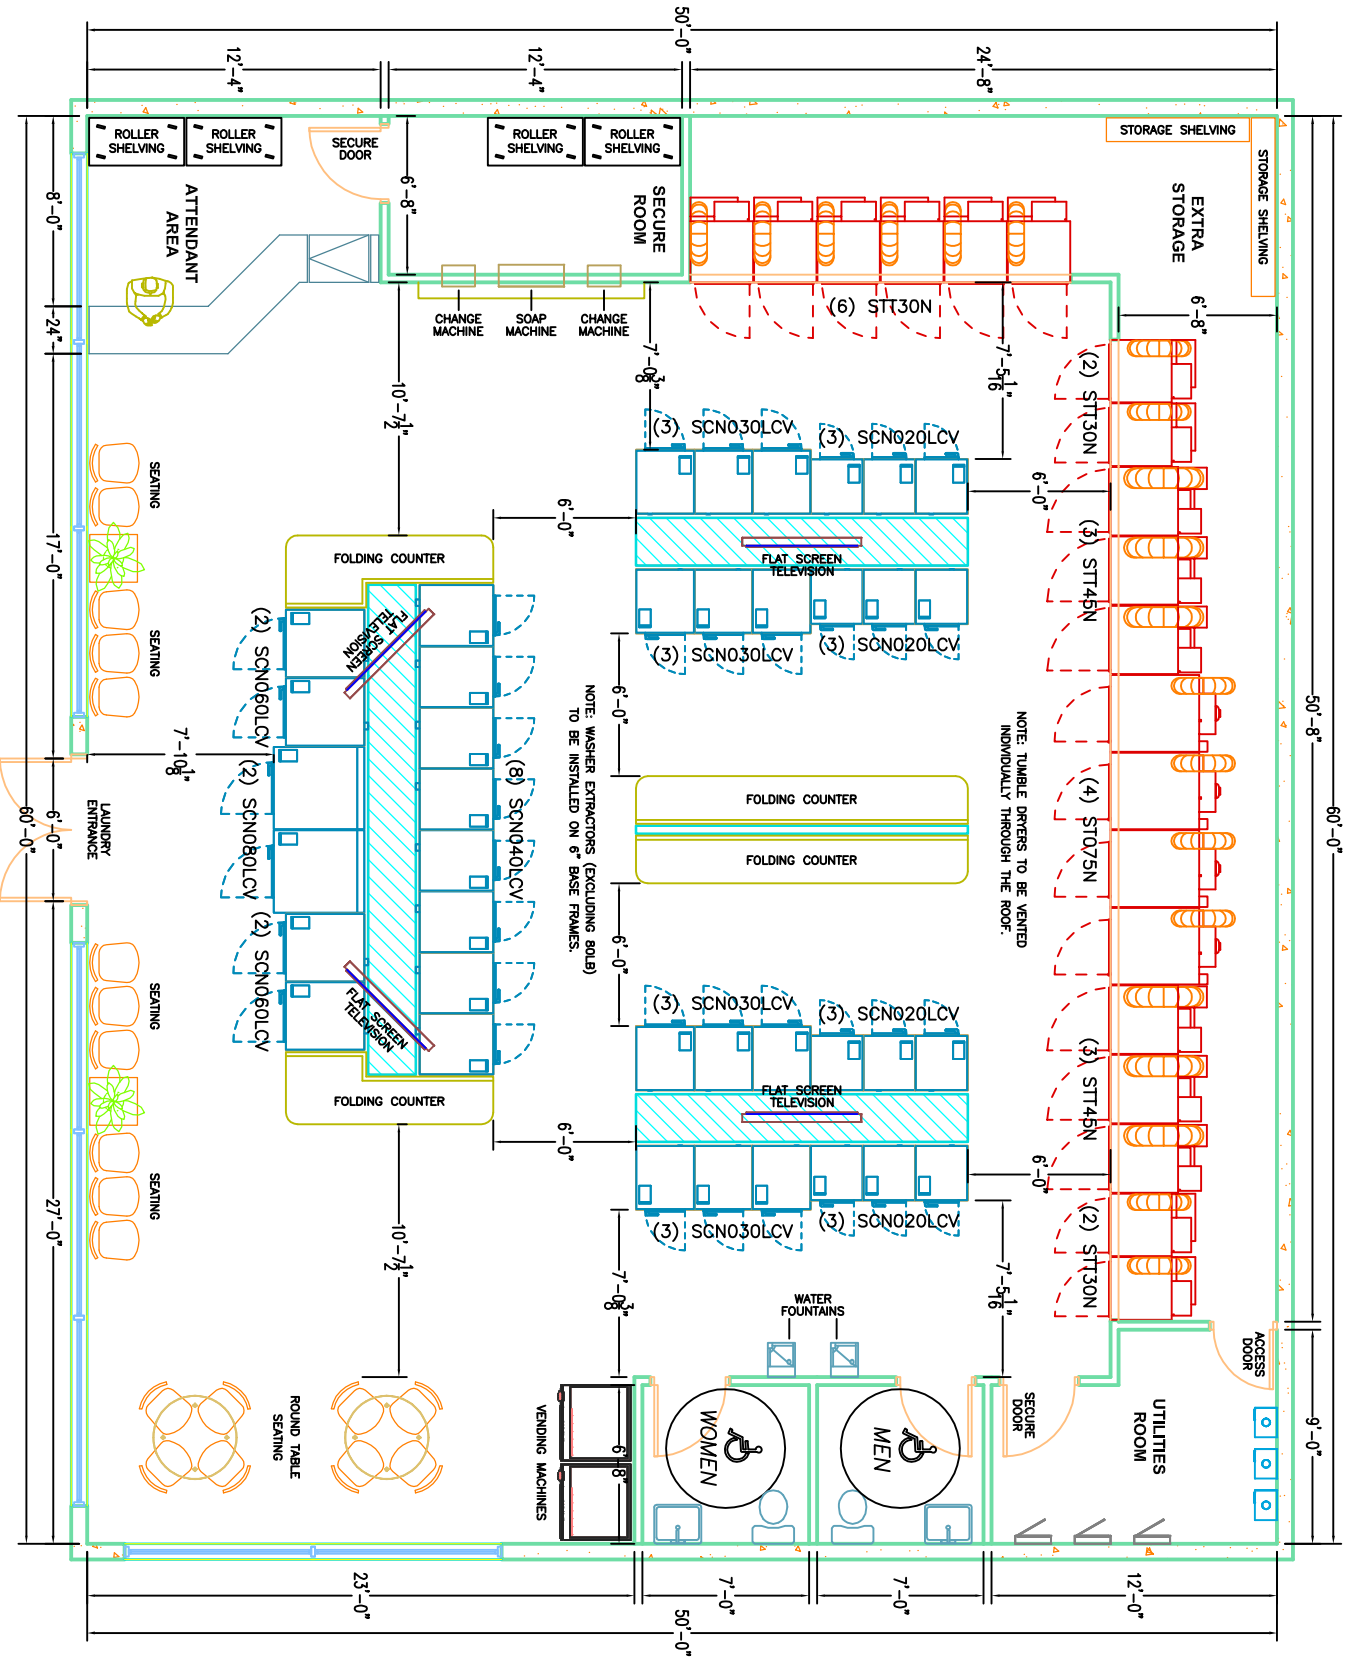 50'-0"
12'-4"
12'-4"
24'-8"
ROLLER
SHELVING
ROLLER
SHELVING
SECURE
DOOR
ROLLER
SHELVING
ROLLER
SHELVING
STORAGE SHELVING
STORAGE SHELVING
EXTRA
STORAGE
SECURE
ROOM
ATTENDANT
AREA
6'-8"
8'-0"
24"
6'-8"
CHANGE
MACHINE
SOAP
MACHINE
CHANGE
MACHINE
(6) STT30N
7'-0 3/8"
7'-5 1/16"
10'-7 1/2"
(2) STT30N
(3) SCN030LCV
(3) SCN020LCV
SEATING
6'-0"
6'-0"
17'-0"
FOLDING COUNTER
FLAT SCREEN
TELEVISION
(3) STT45N
SEATING
(2) SCN060LCV
FLAT SCREEN
TELEVISION
(3) SCN030LCV
(3) SCN020LCV
6'-0"
50'-8"
60'-0"
NOTE: WASHER EXTRACTORS (EXCLUDING 80LB)
TO BE INSTALLED ON 6" BASE FRAMES.
NOTE: TUMBLE DRYERS TO BE VENTED
INDIVIDUALLY THROUGH THE ROOF.
7'-10 1/8"
(2) SCN080LCV
(8) SCN040LCV
FOLDING COUNTER
FOLDING COUNTER
(4) ST075N
LAUNDRY
ENTRANCE
6'-0"
60'-0"
6'-0"
(2) SCN060LCV
SEATING
FLAT SCREEN
TELEVISION
(3) SCN030LCV
(3) SCN020LCV
FOLDING COUNTER
FLAT SCREEN
TELEVISION
(3) STT45N
6'-0"
6'-0"
SEATING
27'-0"
(3) SCN030LCV
(3) SCN020LCV
(2) STT30N
10'-7 1/2"
7'-0 3/8"
7'-5 1/16"
WATER
FOUNTAINS
ACCESS
DOOR
SECURE
DOOR
UTILITIES
ROOM
9'-0"
ROUND TABLE
SEATING
VENDING MACHINES
6'-8"
WOMEN
MEN
23'-0"
7'-0"
7'-0"
12'-0"
50'-0"